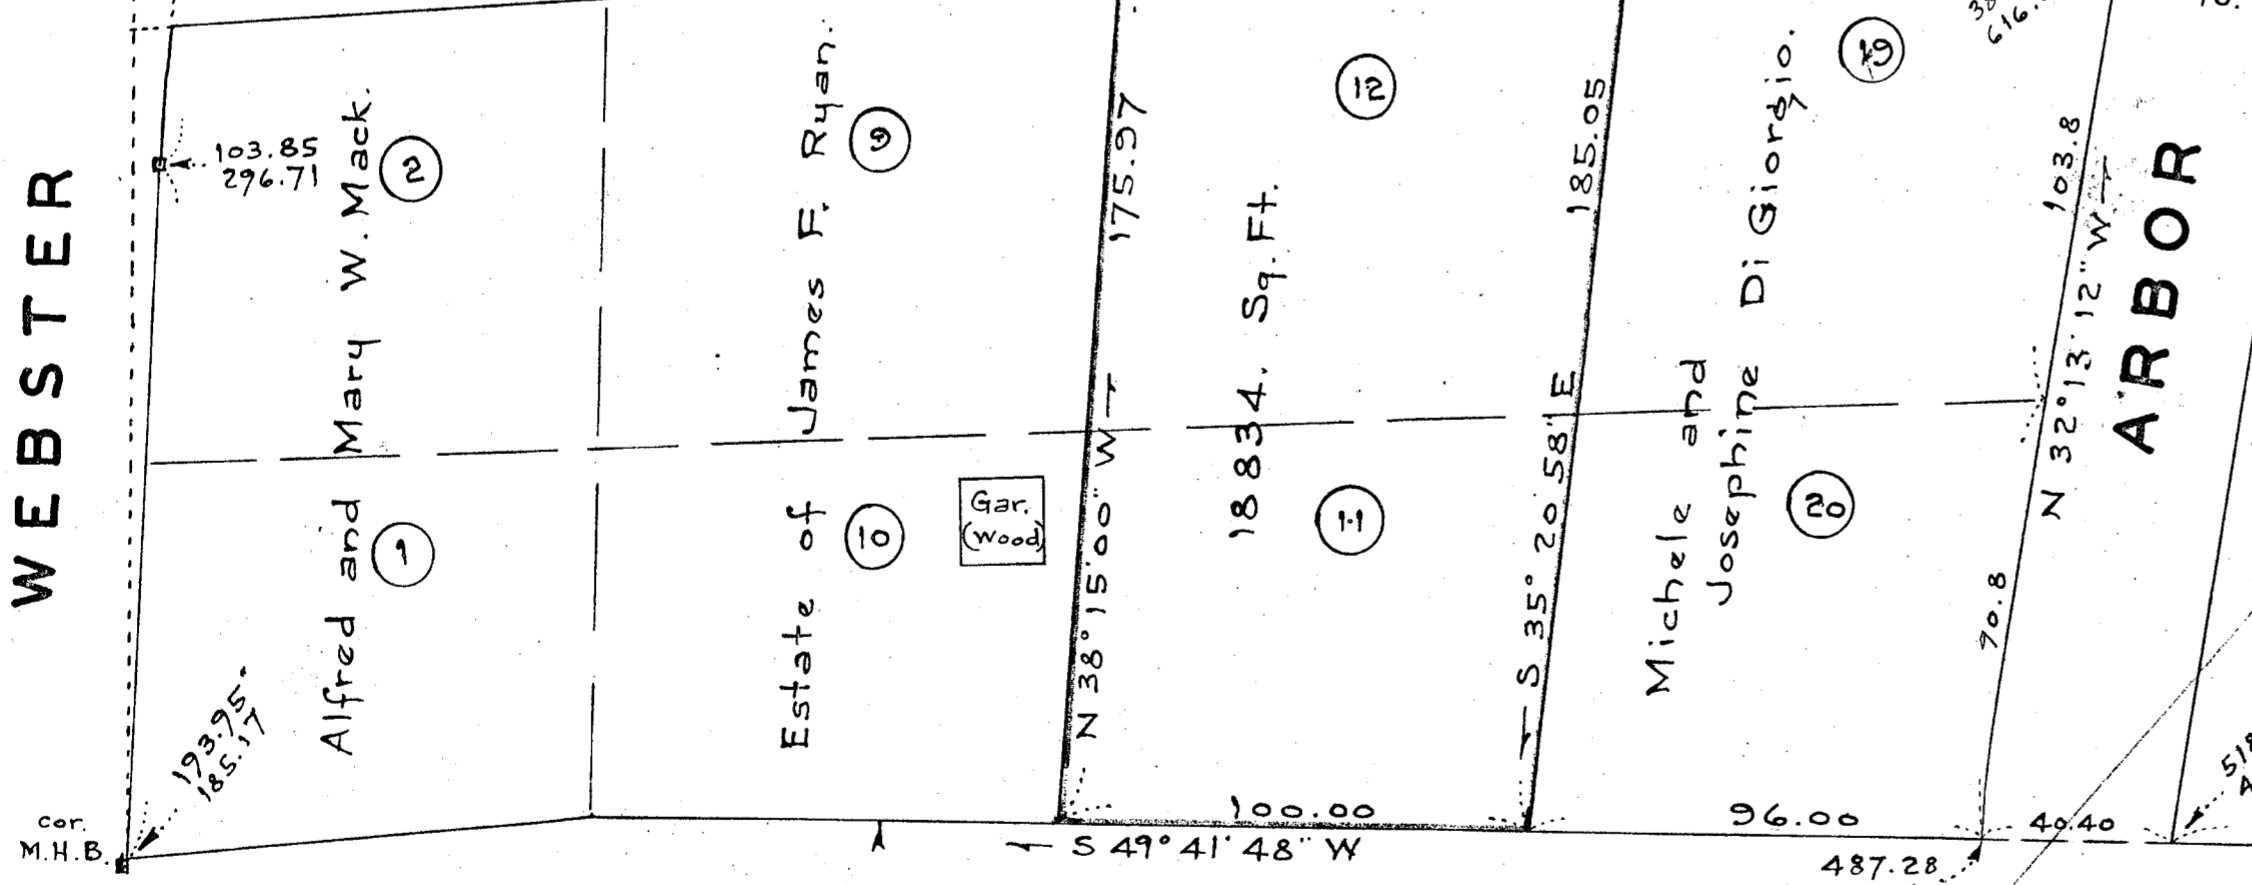 WEBSTER
103.85
296.71
Alfred and Mary W. Mack.
2
1
193.95
185.17
cor.
M.H.B.
Estate of James F. Ryan.
9
10
Gar.
(Wood)
N 38° 15' 00" W
175.97
18834. Sq. Ft.
12
11
100.00
S 49° 41' 48" W
S 35° 20' 58" E
185.05
Michele and
Josephine Di Giorgio.
19
20
96.00
487.28
70.8
103.8
N 32° 13' 12" W
ARBOR
40.40